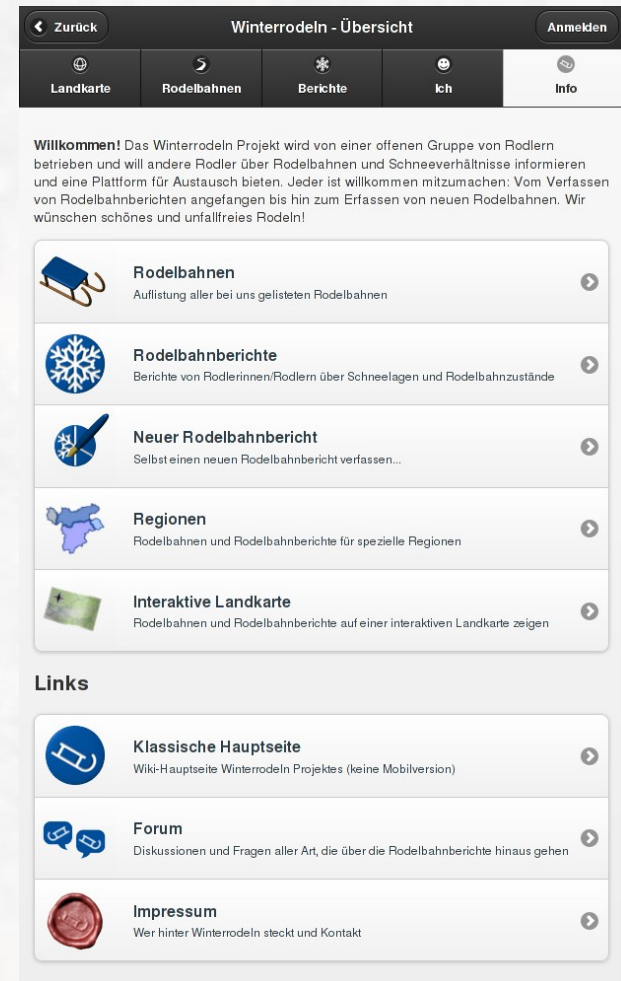 Zurück
Winterrodeln - Übersicht
Anmelden
Landkarte
Rodelbahnen
Berichte
Ich
Info
Willkommen! Das Winterrodeln Projekt wird von einer offenen Gruppe von Rodlern
betrieben und will andere Rodler über Rodelbahnen und Schneeverhältnisse informieren
und eine Plattform für Austausch bieten. Jeder ist willkommen mitzumachen: Vom Verfassen
von Rodelbahnberichten angefangen bis hin zum Erfassen von neuen Rodelbahnen. Wir
wünschen schönes und unfallfreies Rodeln!
Rodelbahnen
Auflistung aller bei uns gelisteten Rodelbahnen
Rodelbahnberichte
Berichte von Rodlerinnen/Rodlern über Schneelagen und Rodelbahnzustände
Neuer Rodelbahnbericht
Selbst einen neuen Rodelbahnbericht verfassen...
Regionen
Rodelbahnen und Rodelbahnberichte für spezielle Regionen
Interaktive Landkarte
Rodelbahnen und Rodelbahnberichte auf einer interaktiven Landkarte zeigen
Links
Klassische Hauptseite
Wiki-Hauptseite Winterrodeln Projektes (keine Mobilversion)
Forum
Diskussionen und Fragen aller Art, die über die Rodelbahnberichte hinaus gehen
Impressum
Wer hinter Winterrodeln steckt und Kontakt